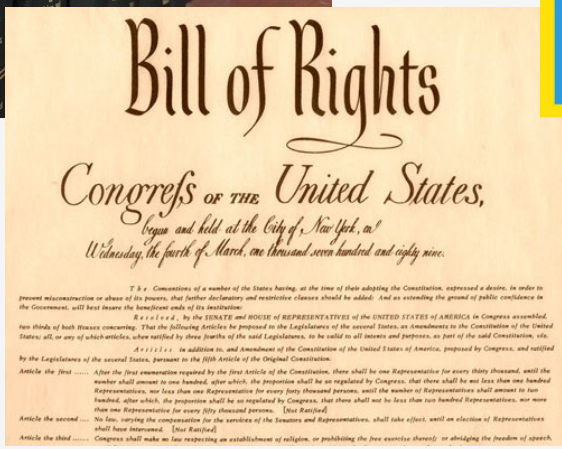 Bill of Rights
Congreſs OF THE United States,
begun and held at the City of New York, on
Wednesday, the fourth of March, one thousand seven hundred and eighty nine.
The Conventions of a number of the States having, at the time of their adopting the Constitution, expressed a desire, in order to
prevent misconstruction or abuse of its powers, that further declaratory and restrictive clauses should be added: And as extending the ground of public confidence in
the Government, will best insure the beneficent ends of its institution:
Resolved, by the SENATE and HOUSE of REPRESENTATIVES of the UNITED STATES of AMERICA in Congress assembled,
two thirds of both Houses concurring. That the following Articles be proposed to the Legislatures of the several States, as Amendments to the Constitution of the United
States; all, or any of which articles, when ratified by three fourths of the said Legislatures, to be valid to all intents and purposes, as part of the said Constitution, viz.
Articles in addition to, and Amendment of the Constitution of the United States of America, proposed by Congress, and ratified
by the Legislatures of the several States, pursuant to the fifth Article of the Original Constitution.
Article the first ...... After the first enumeration required by the first Article of the Constitution, there shall be one Representative for every thirty thousand, until the
number shall amount to one hundred, after which, the proportion shall be so regulated by Congress, that there shall be not less than one hundred
Representatives, nor less than one Representative for every forty thousand persons, until the number of Representatives shall amount to two
hundred, after which, the proportion shall be so regulated by Congress, that there shall not be less than two hundred Representatives, nor more
than one Representative for every fifty thousand persons. [Not Ratified]
Article the second .... No law, varying the compensation for the services of the Senators and Representatives, shall take effect, until an election of Representatives
shall have intervened. [Not Ratified]
Article the third ...... Congress shall make no law respecting an establishment of religion, or prohibiting the free exercise thereof; or abridging the freedom of speech,